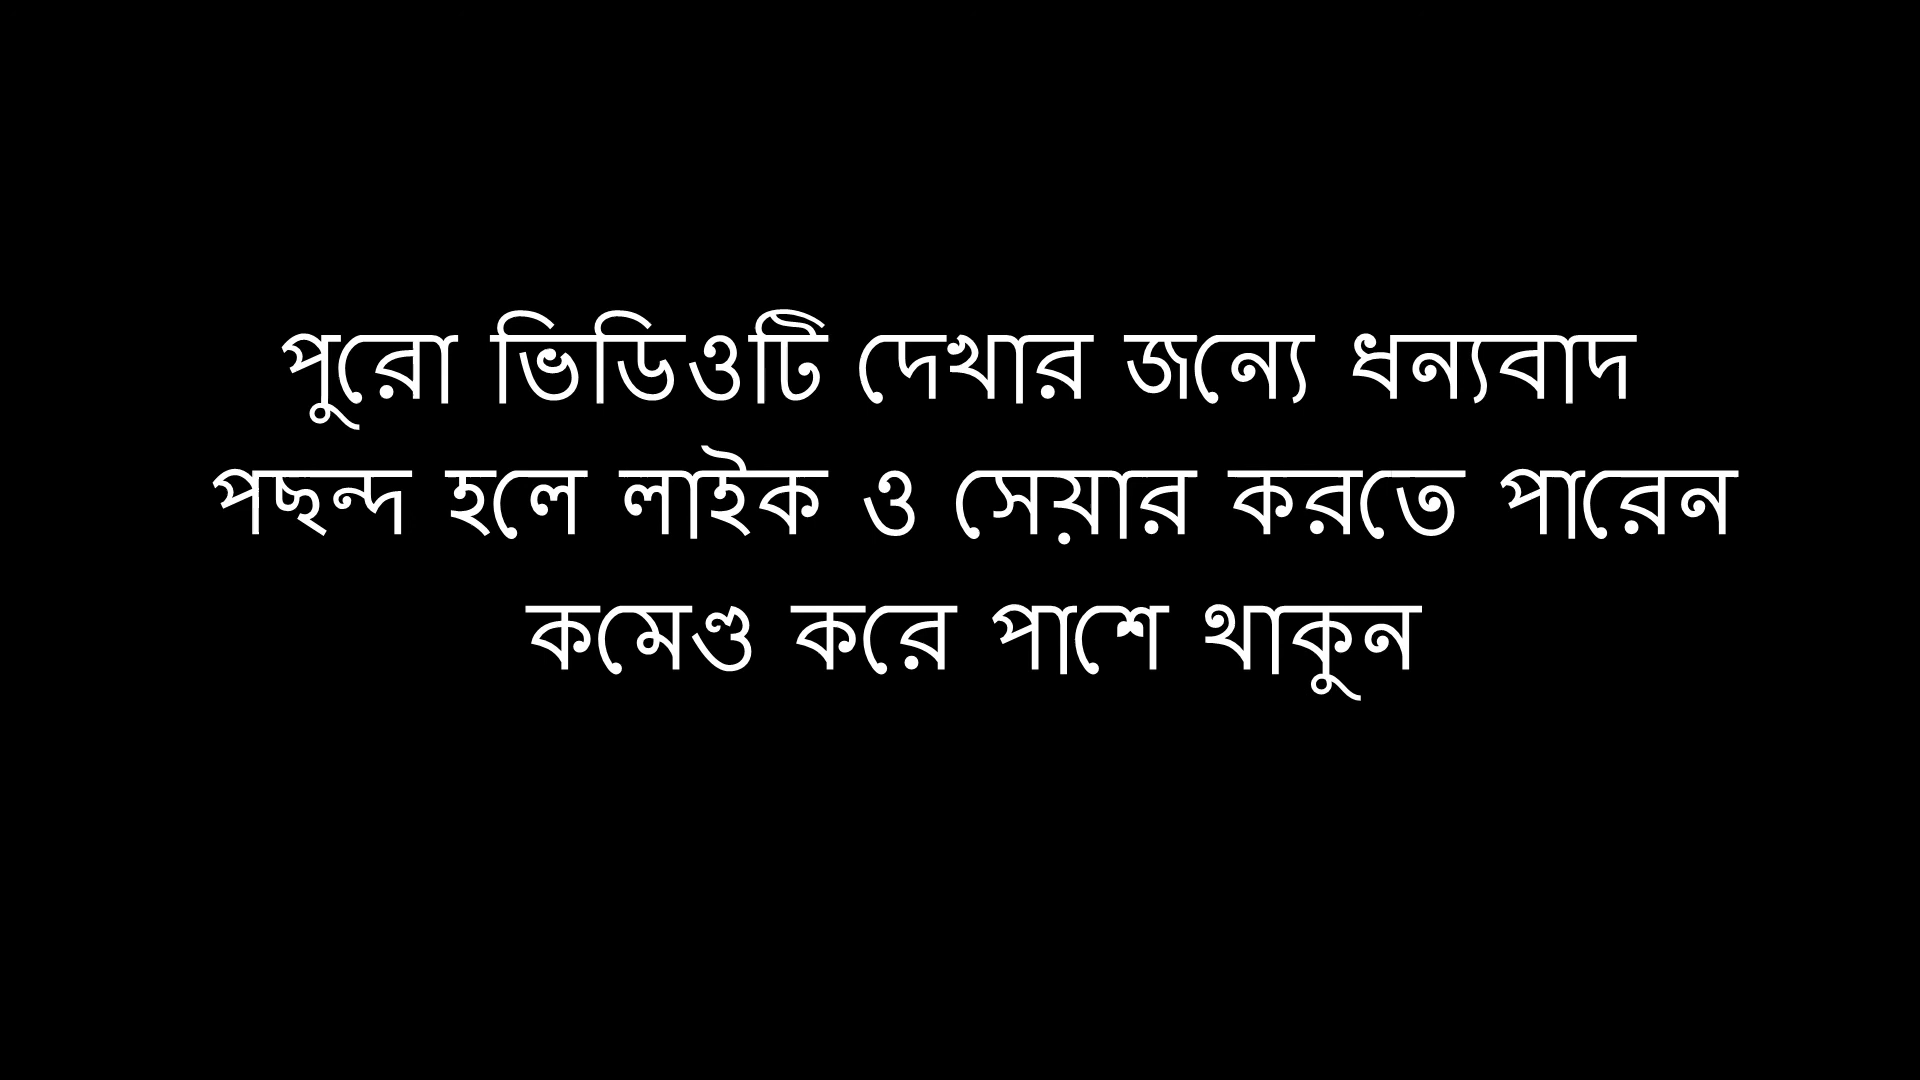 পুরো ভিডিওটি দেখার জন্যে ধন্যবাদ
পছন্দ হলে লাইক ও সেয়ার করতে পারেন
কমেণ্ড করে পাশে থাকুন